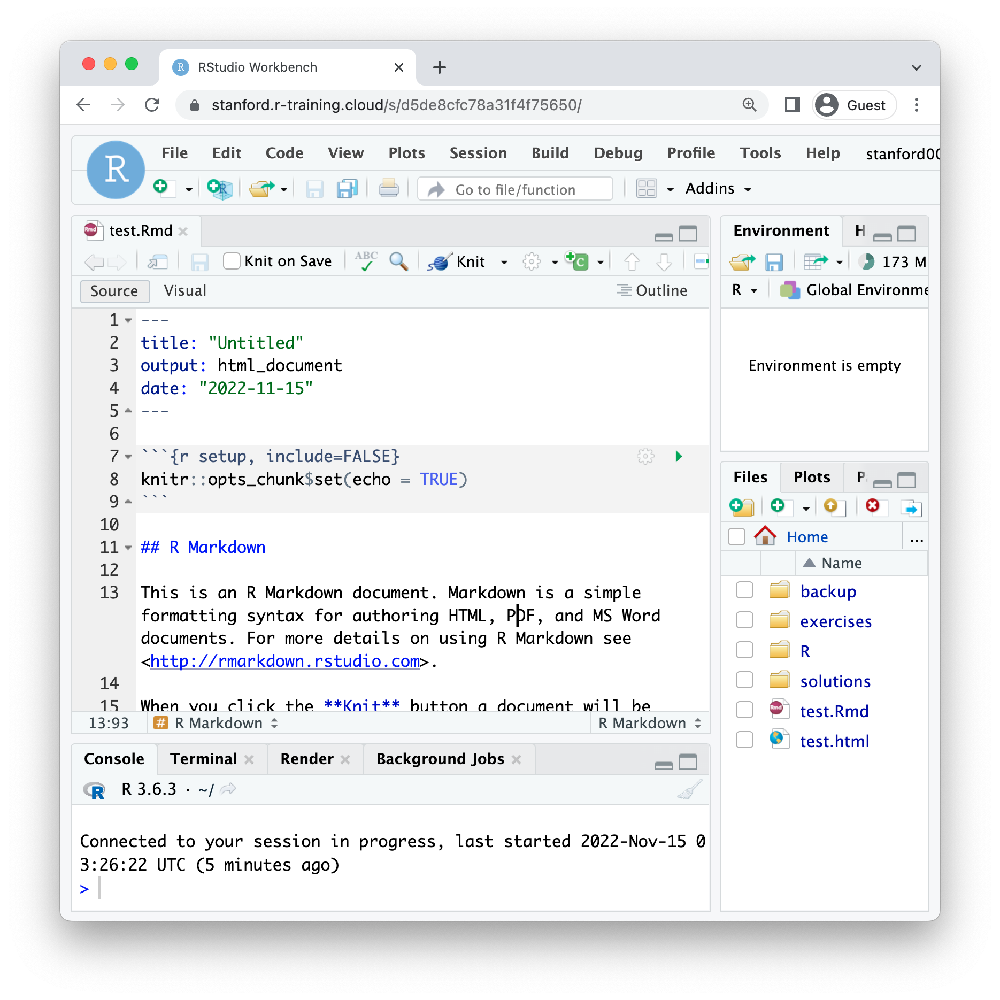 RStudio Workbench
stanford.r-training.cloud/s/d5de8cfc78a31f4f75650/
Guest
R
File Edit Code View Plots Session Build Debug Profile Tools Help stanford00
Go to file/function
Addins
test.Rmd
Knit on Save
ABC
Knit
Source Visual
Outline
1 ---
2 title: "Untitled"
3 output: html_document
4 date: "2022-11-15"
5 ---
6
7 ```{r setup, include=FALSE}
8 knitr::opts_chunk$set(echo = TRUE)
9 ```
10
11 ## R Markdown
12
13 This is an R Markdown document. Markdown is a simple
formatting syntax for authoring HTML, PDF, and MS Word
documents. For more details on using R Markdown see
<http://rmarkdown.rstudio.com>.
14
15 When you click the **Knit** button a document will be
13:93 # R Markdown R Markdown
Console Terminal Render Background Jobs
R 3.6.3 · ~/
Connected to your session in progress, last started 2022-Nov-15 0
3:26:22 UTC (5 minutes ago)
>
Environment H
173 M
R Global Environme
Environment is empty
Files Plots P
Home ...
Name
backup
exercises
R
solutions
test.Rmd
test.html